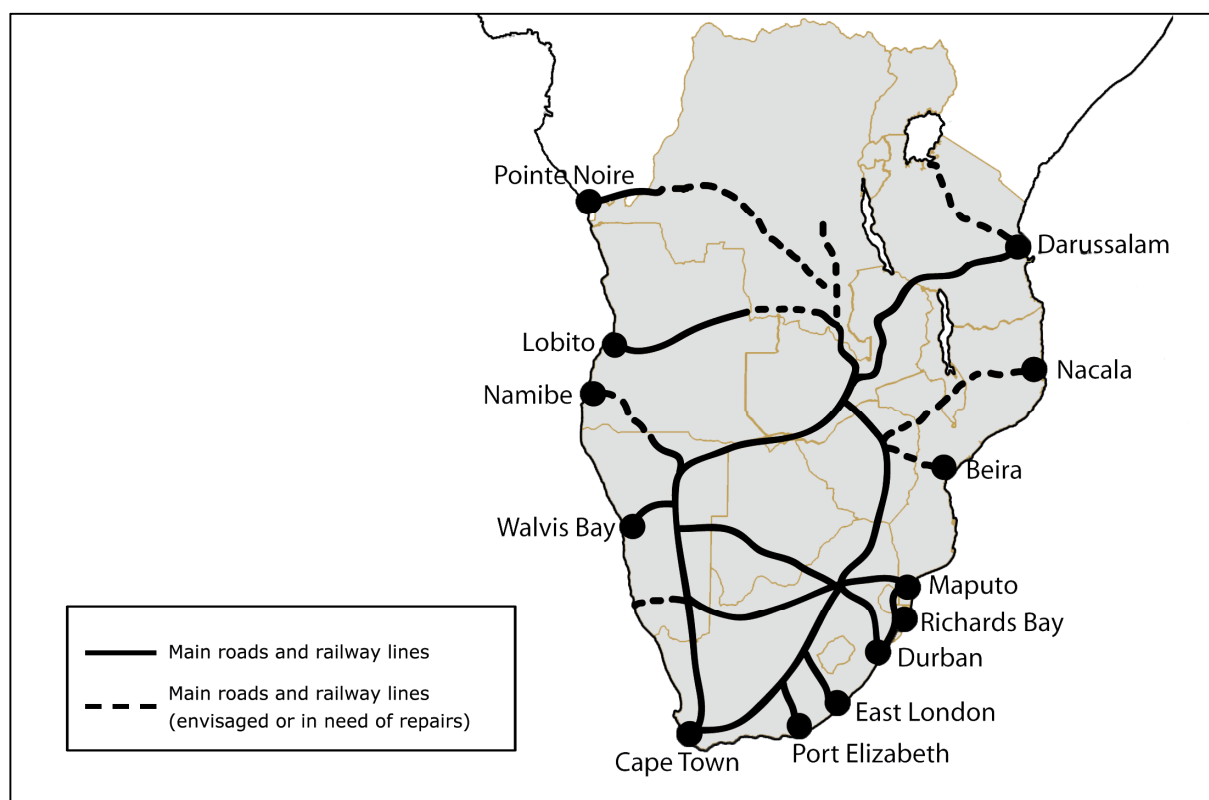 Pointe Noire
Darussalam
Lobito
Nacala
Namibe
Beira
Walvis Bay
Maputo
Richards Bay
Durban
East London
Port Elizabeth
Cape Town
Main roads and railway lines
Main roads and railway lines
(envisaged or in need of repairs)